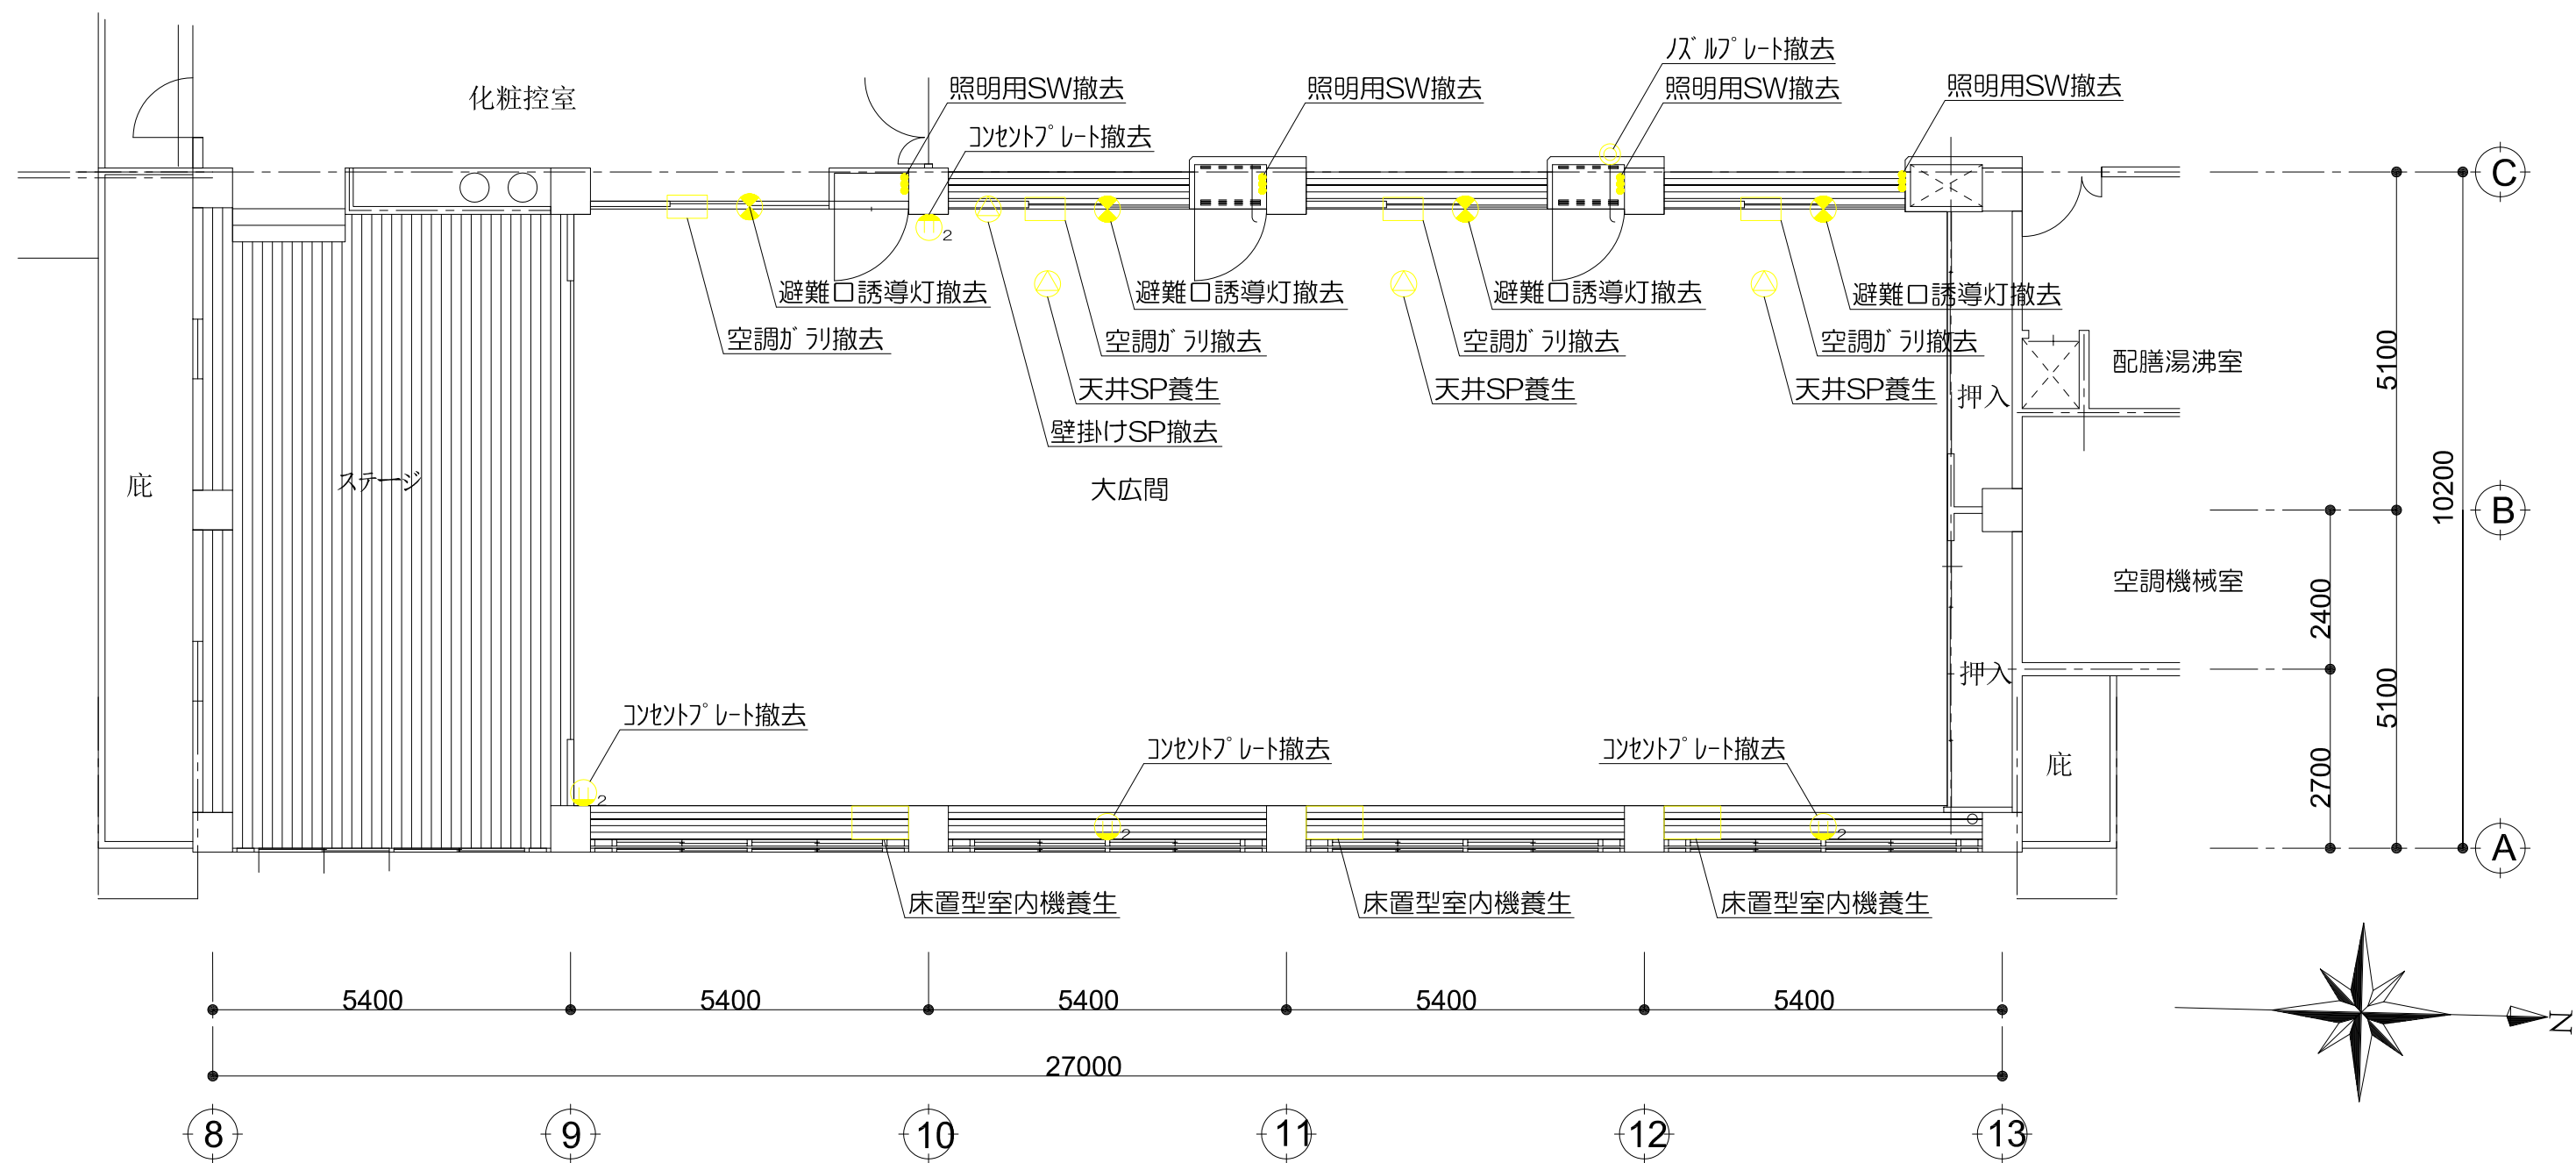 ノズルプレート撤去
照明用SW撤去
照明用SW撤去
照明用SW撤去
照明用SW撤去
化粧控室
コンセントプレート撤去
C
2
避難口誘導灯撤去
避難口誘導灯撤去
避難口誘導灯撤去
避難口誘導灯撤去
空調ガラリ撤去
空調ガラリ撤去
空調ガラリ撤去
空調ガラリ撤去
天井SP養生
天井SP養生
天井SP養生
押入
配膳湯沸室
5100
壁掛けSP撤去
庇
ステージ
大広間
10200
B
空調機械室
2400
押入
コンセントプレート撤去
コンセントプレート撤去
コンセントプレート撤去
5100
庇
2700
2
2
2
A
床置型室内機養生
床置型室内機養生
床置型室内機養生
5400
5400
5400
5400
5400
N
27000
8
9
10
11
12
13